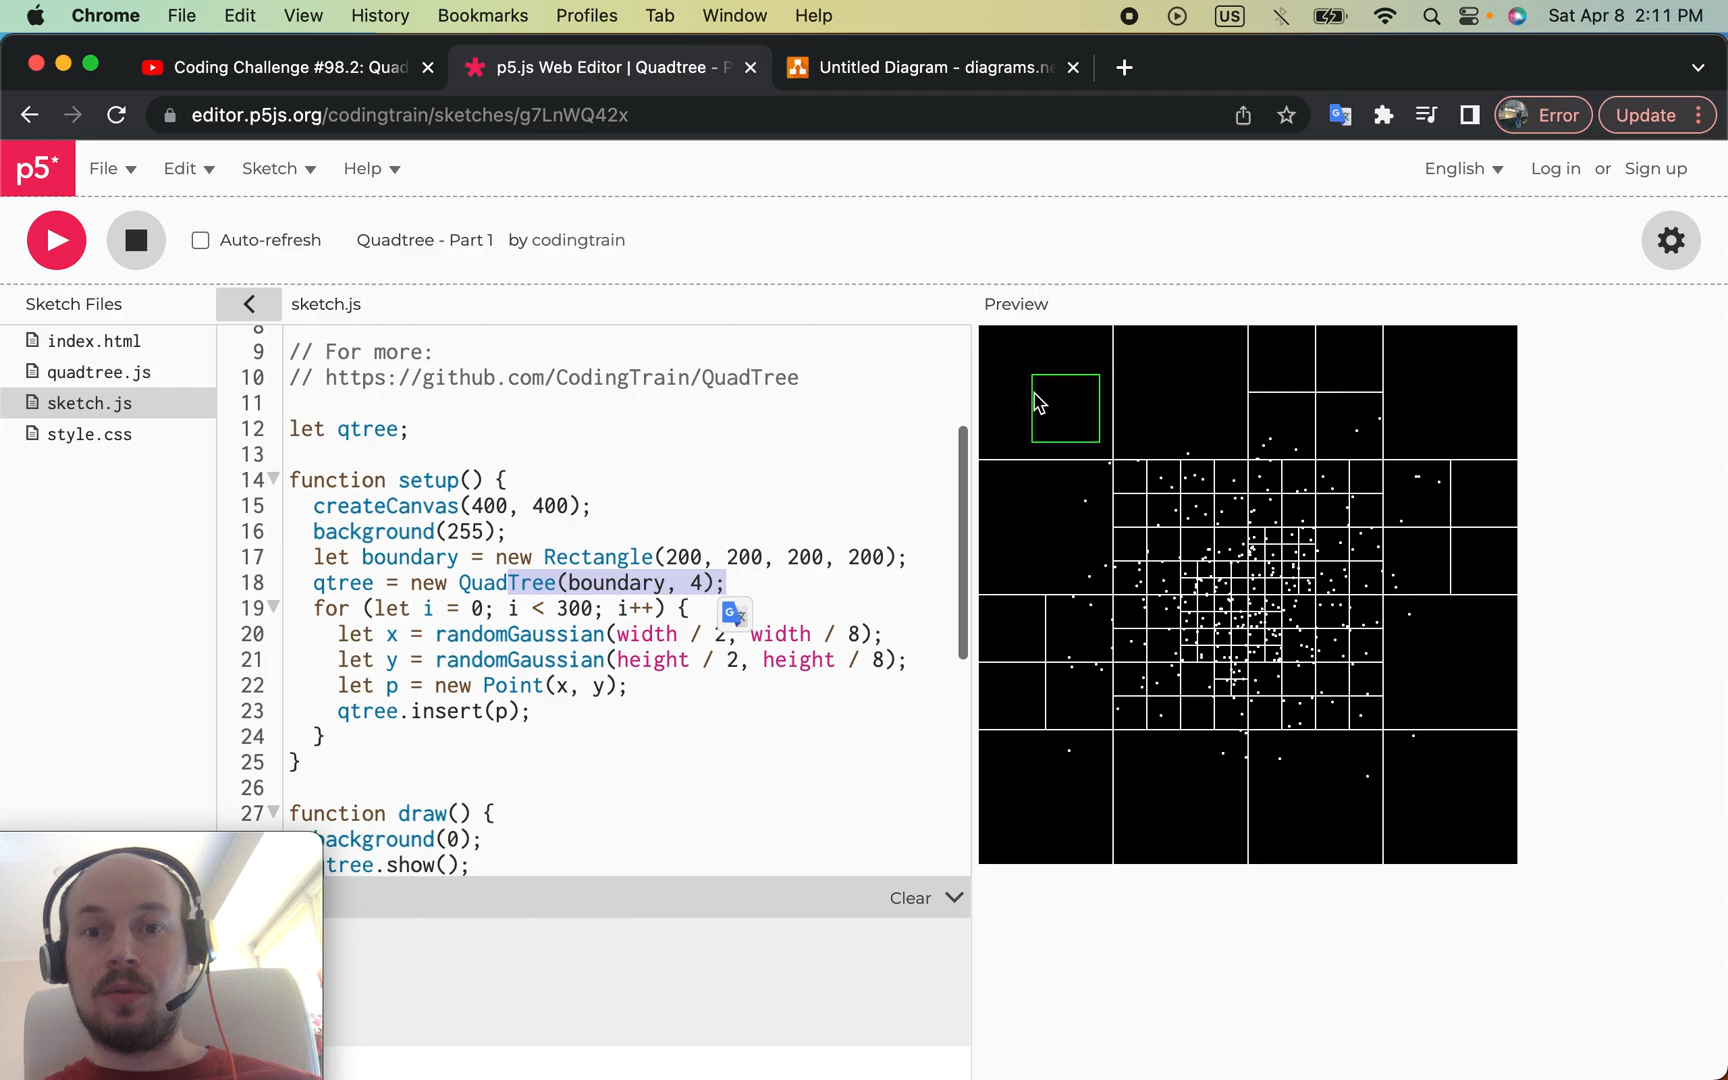 Chrome File Edit View History Bookmarks Profiles Tab Window Help US Sat Apr 8 2:11 PM
Coding Challenge #98.2: Quad p5.js Web Editor | Quadtree - P Untitled Diagram - diagrams.ne
editor.p5js.org/codingtrain/sketches/g7LnWQ42x Error Update
p5* File Edit Sketch Help English Log in or Sign up
Auto-refresh Quadtree - Part 1 by codingtrain
Sketch Files sketch.js Preview
index.html
quadtree.js
sketch.js
style.css
8
9 // For more:
10 // https://github.com/CodingTrain/QuadTree
11
12 let qtree;
13
14 function setup() {
15 createCanvas(400, 400);
16 background(255);
17 let boundary = new Rectangle(200, 200, 200, 200);
18 qtree = new QuadTree(boundary, 4);
19 for (let i = 0; i < 300; i++) {
20 let x = randomGaussian(width / 2, width / 8);
21 let y = randomGaussian(height / 2, height / 8);
22 let p = new Point(x, y);
23 qtree.insert(p);
24 }
25 }
26
27 function draw() {
background(0);
qtree.show();
Clear